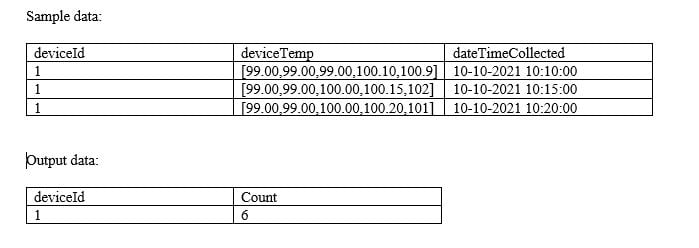 Sample data:
deviceId deviceTemp dateTimeCollected
1 [99.00,99.00,99.00,100.10,100.9] 10-10-2021 10:10:00
1 [99.00,99.00,100.00,100.15,102] 10-10-2021 10:15:00
1 [99.00,99.00,100.00,100.20,101] 10-10-2021 10:20:00
Output data:
deviceId Count
1 6